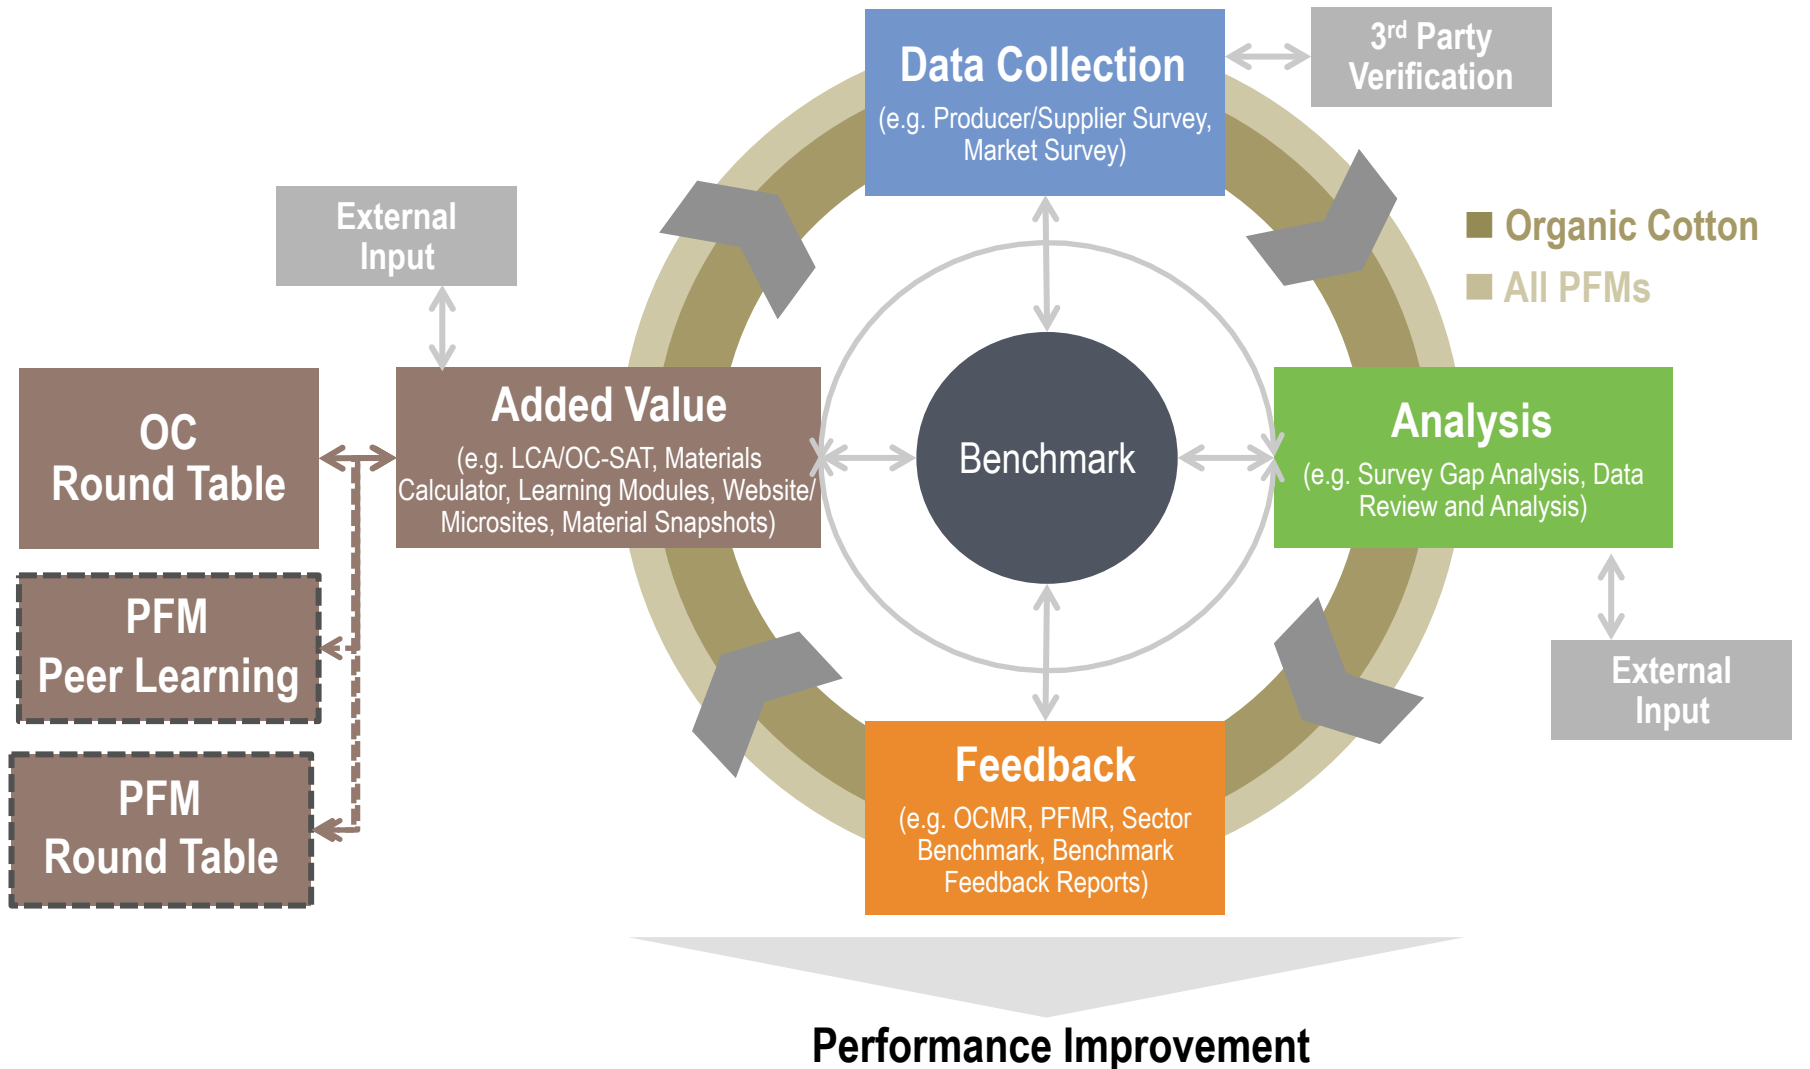 Data Collection
(e.g. Producer/Supplier Survey,
Market Survey)
3rd Party
Verification
External
Input
Organic Cotton
All PFMs
OC
Round Table
Added Value
(e.g. LCA/OC-SAT, Materials
Calculator, Learning Modules, Website/
Microsites, Material Snapshots)
Benchmark
Analysis
(e.g. Survey Gap Analysis, Data
Review and Analysis)
PFM
Peer Learning
External
Input
PFM
Round Table
Feedback
(e.g. OCMR, PFMR, Sector
Benchmark, Benchmark
Feedback Reports)
Performance Improvement